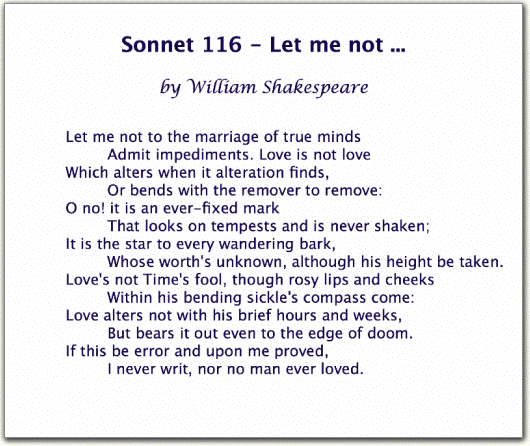 Sonnet 116 - Let me not ...
by William Shakespeare
Let me not to the marriage of true minds
Admit impediments. Love is not love
Which alters when it alteration finds,
Or bends with the remover to remove:
O no! it is an ever-fixed mark
That looks on tempests and is never shaken;
It is the star to every wandering bark,
Whose worth's unknown, although his height be taken.
Love's not Time's fool, though rosy lips and cheeks
Within his bending sickle's compass come:
Love alters not with his brief hours and weeks,
But bears it out even to the edge of doom.
If this be error and upon me proved,
I never writ, nor no man ever loved.